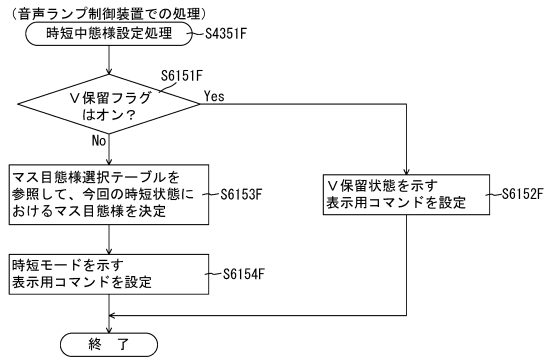 (音声ランプ制御装置での処理)
時短中態様設定処理
S4351F
S6151F
V保留フラグ
はオン?
Yes
No
マス目態様選択テーブルを
参照して、今回の時短状態に
おけるマス目態様を決定
S6153F
V保留状態を示す
表示用コマンドを設定
S6152F
時短モードを示す
表示用コマンドを設定
S6154F
終 了